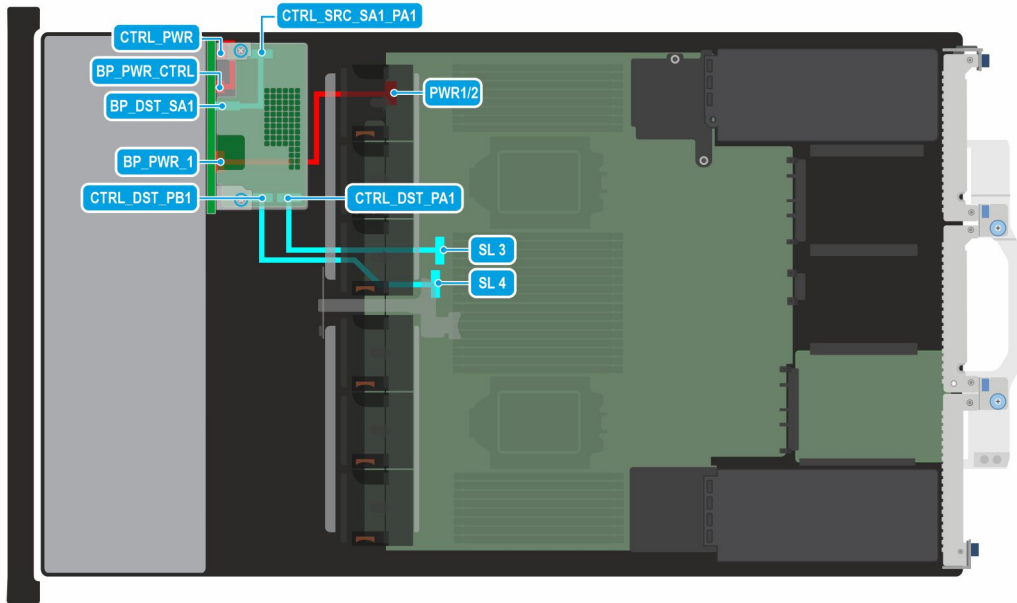 CTRL_SRC_SA1_PA1
CTRL_PWR
BP_PWR_CTRL
BP_DST_SA1
PWR1/2
BP_PWR_1
CTRL_DST_PB1
CTRL_DST_PA1
SL 3
SL 4